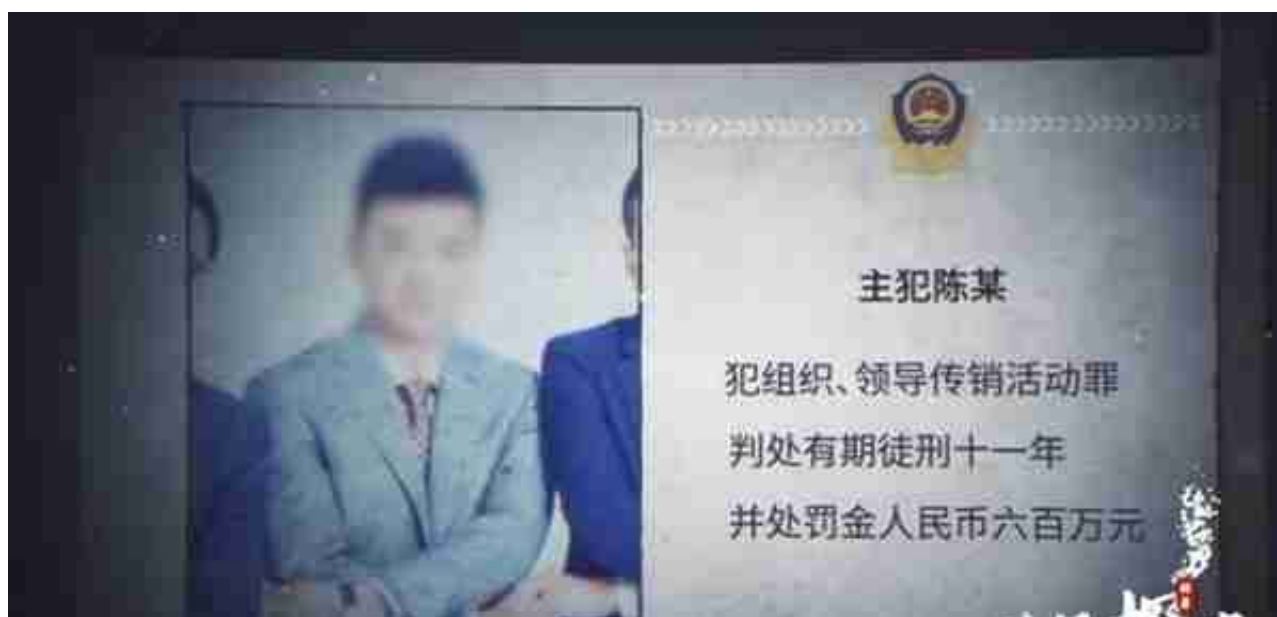 主犯陈某
犯组织、领导传销活动罪
判处有期徒刑十一年
并处罚金人民币六百万元